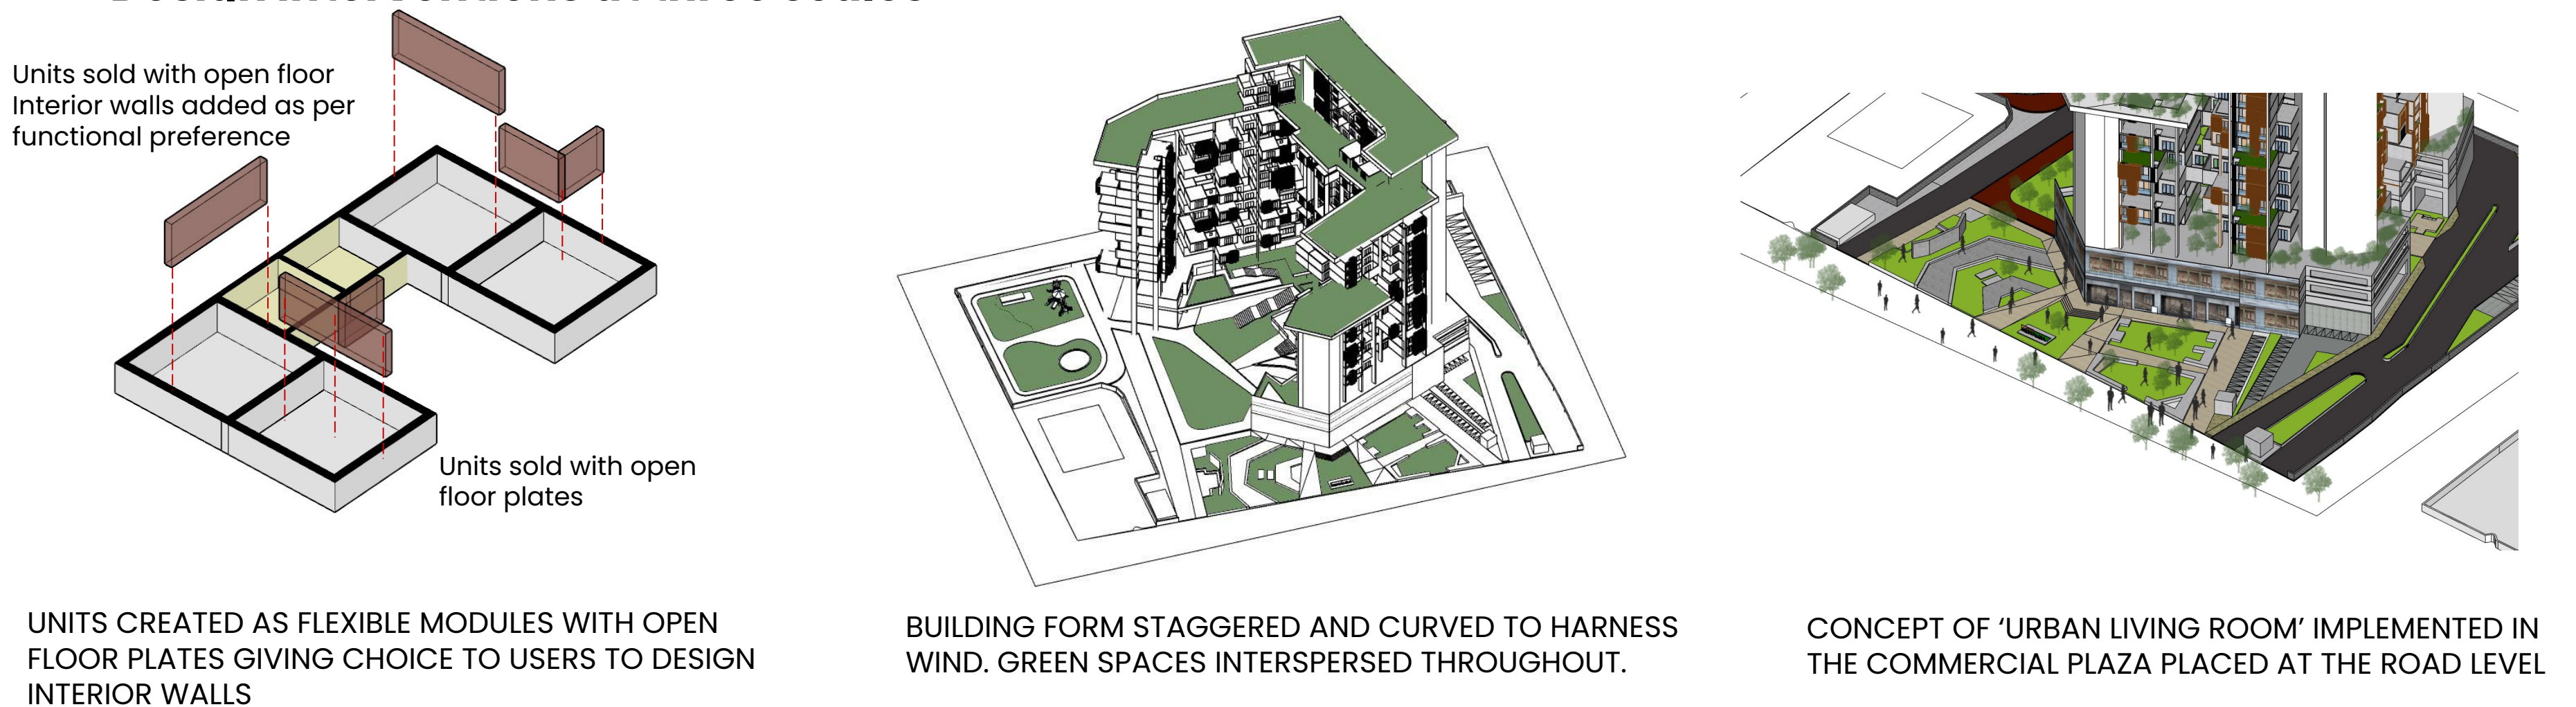 Units sold with open floor
Interior walls added as per
functional preference
Units sold with open
floor plates
UNITS CREATED AS FLEXIBLE MODULES WITH OPEN
FLOOR PLATES GIVING CHOICE TO USERS TO DESIGN
INTERIOR WALLS
BUILDING FORM STAGGERED AND CURVED TO HARNESS
WIND. GREEN SPACES INTERSPERSED THROUGHOUT.
CONCEPT OF ‘URBAN LIVING ROOM’ IMPLEMENTED IN
THE COMMERCIAL PLAZA PLACED AT THE ROAD LEVEL